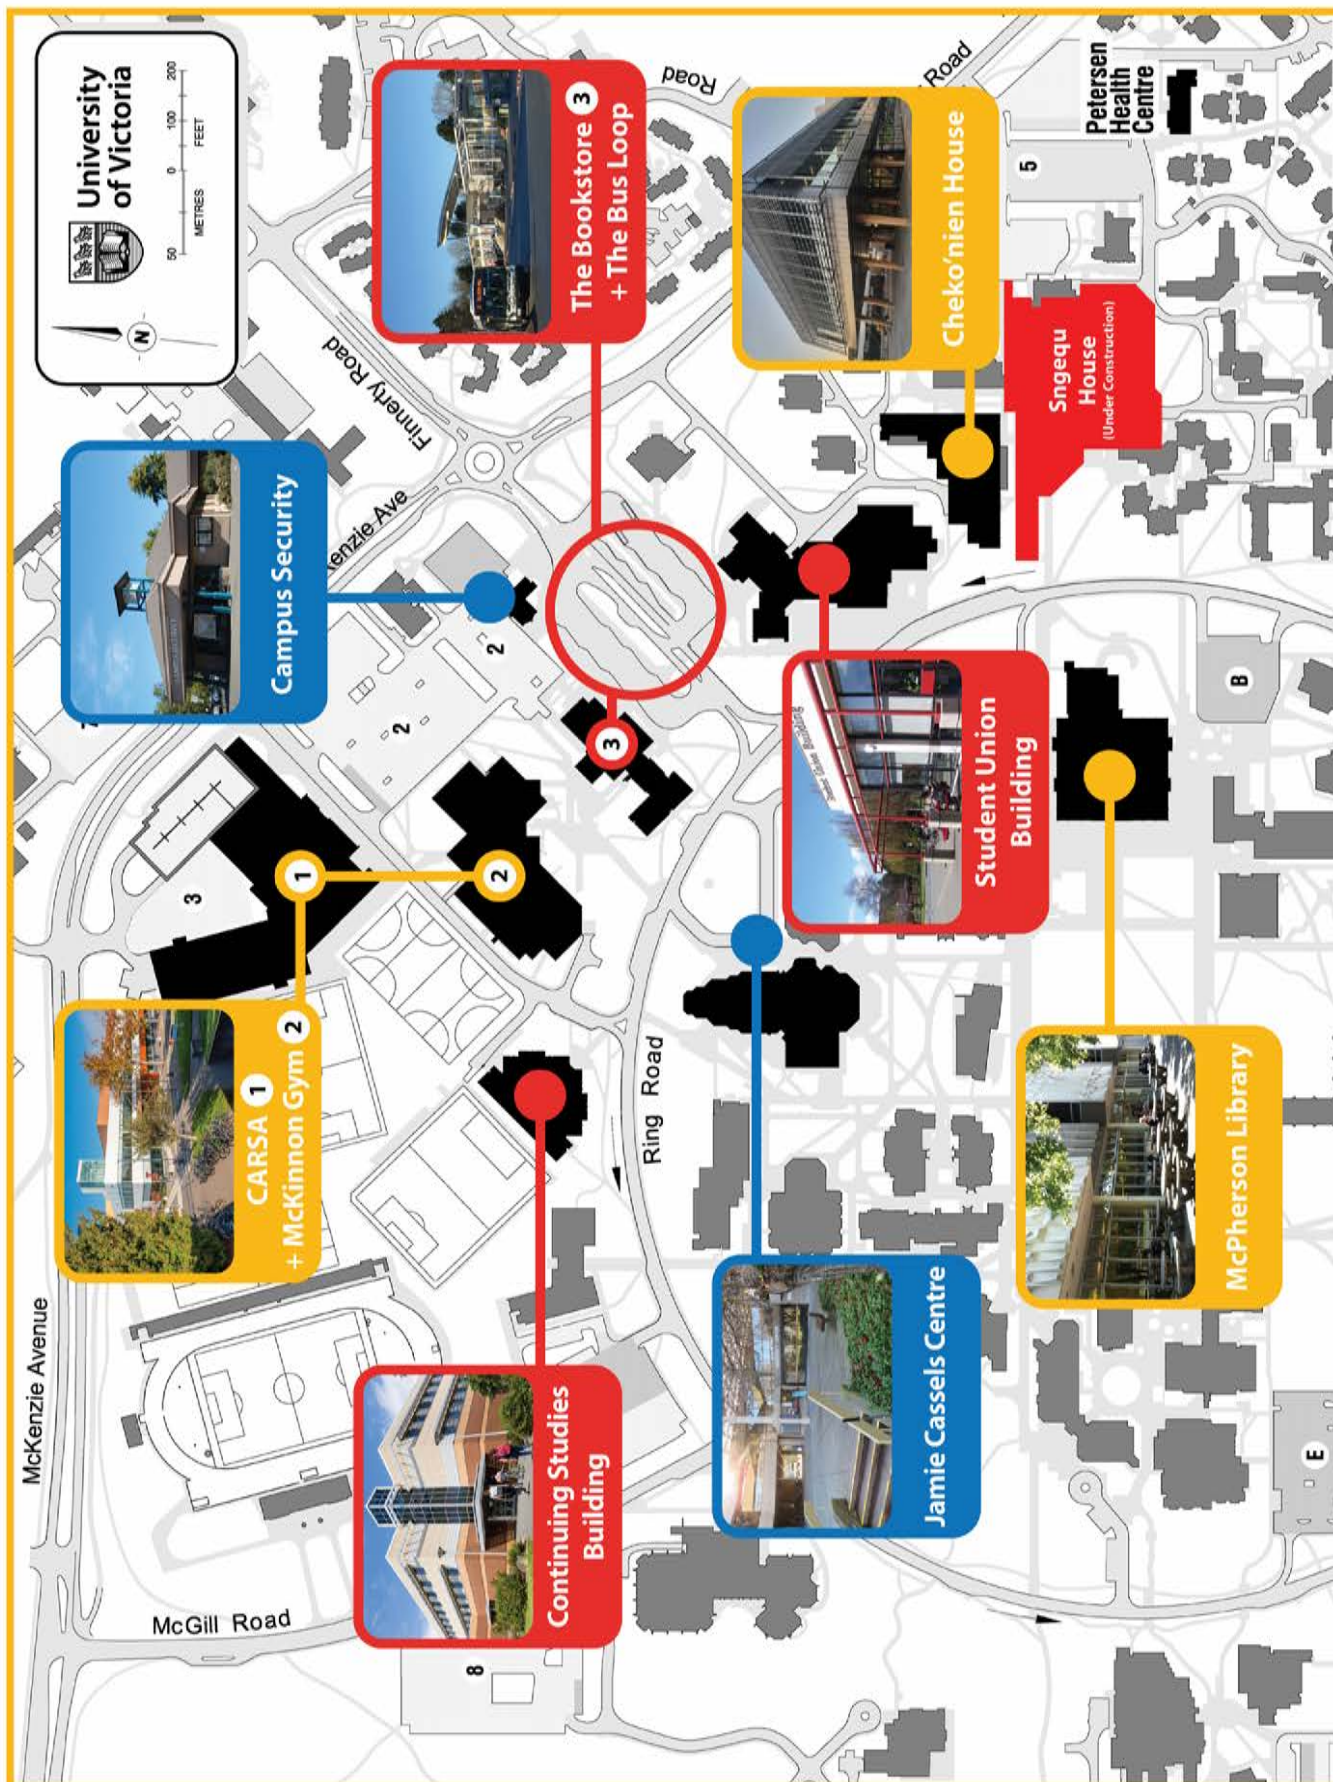 University
of Victoria
50
0
100
200
METRES
FEET
N
McKenzie Avenue
McGill Road
CARSA 1
+ McKinnon Gym 2
3
1
2
Campus Security
Finnerty Road
kenzie Ave
2
2
Road
Road
The Bookstore 3
+ The Bus Loop
3
Continuing Studies
Building
Ring Road
8
Cheko'nien House
Petersen
Health
Centre
5
Sngequ
House
(Under Construction)
Student Union
Building
Jamie Cassels Centre
McPherson Library
B
E